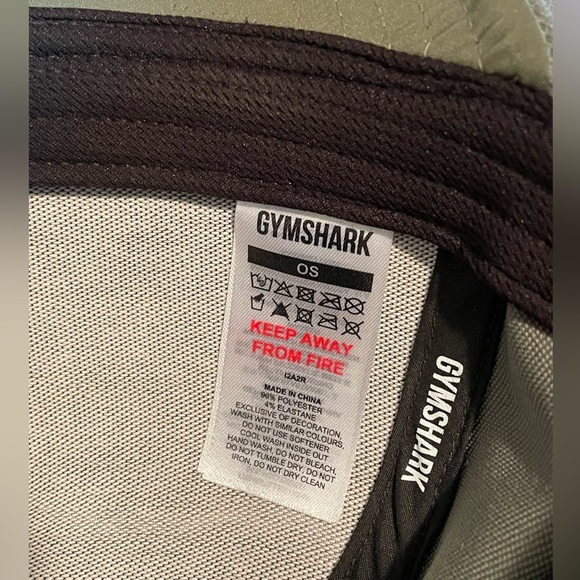 GYMSHARK
OS
KEEP AWAY
FROM FIRE
I2A2R
MADE IN CHINA
96% POLYESTER
4% ELASTANE
EXCLUSIVE OF DECORATION,
WASH WITH SIMILAR COLOURS,
DO NOT USE SOFTENER
COOL WASH INSIDE OUT
HAND WASH, DO NOT BLEACH,
DO NOT TUMBLE DRY, DO NOT
IRON, DO NOT DRY CLEAN
GYMSHARK